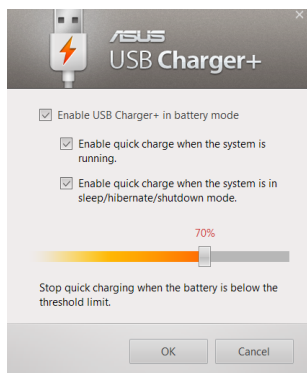 ASUS
USB Charger+
Enable USB Charger+ in battery mode
Enable quick charge when the system is
running.
Enable quick charge when the system is in
sleep/hibernate/shutdown mode.
70%
Stop quick charging when the battery is below the
threshold limit.
OK Cancel